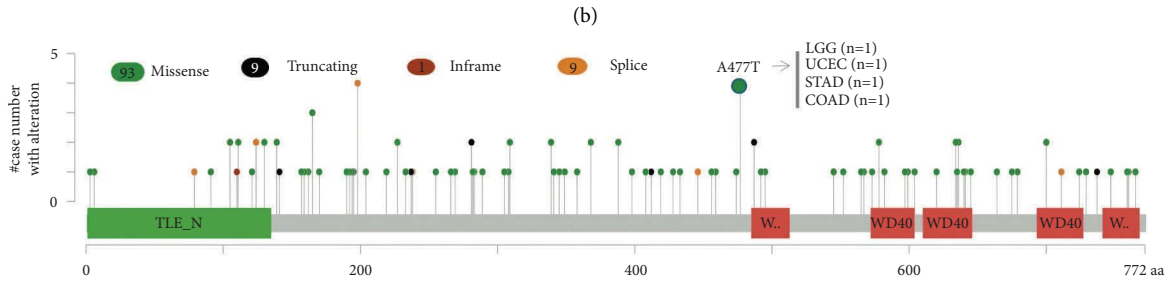 (b)
5
0
#case number
with alteration
93 Missense
9 Truncating
1 Inframe
9 Splice
A477T
LGG (n=1)
UCEC (n=1)
STAD (n=1)
COAD (n=1)
TLE_N
W..
WD40
WD40
WD40
W..
0
200
400
600
772 aa